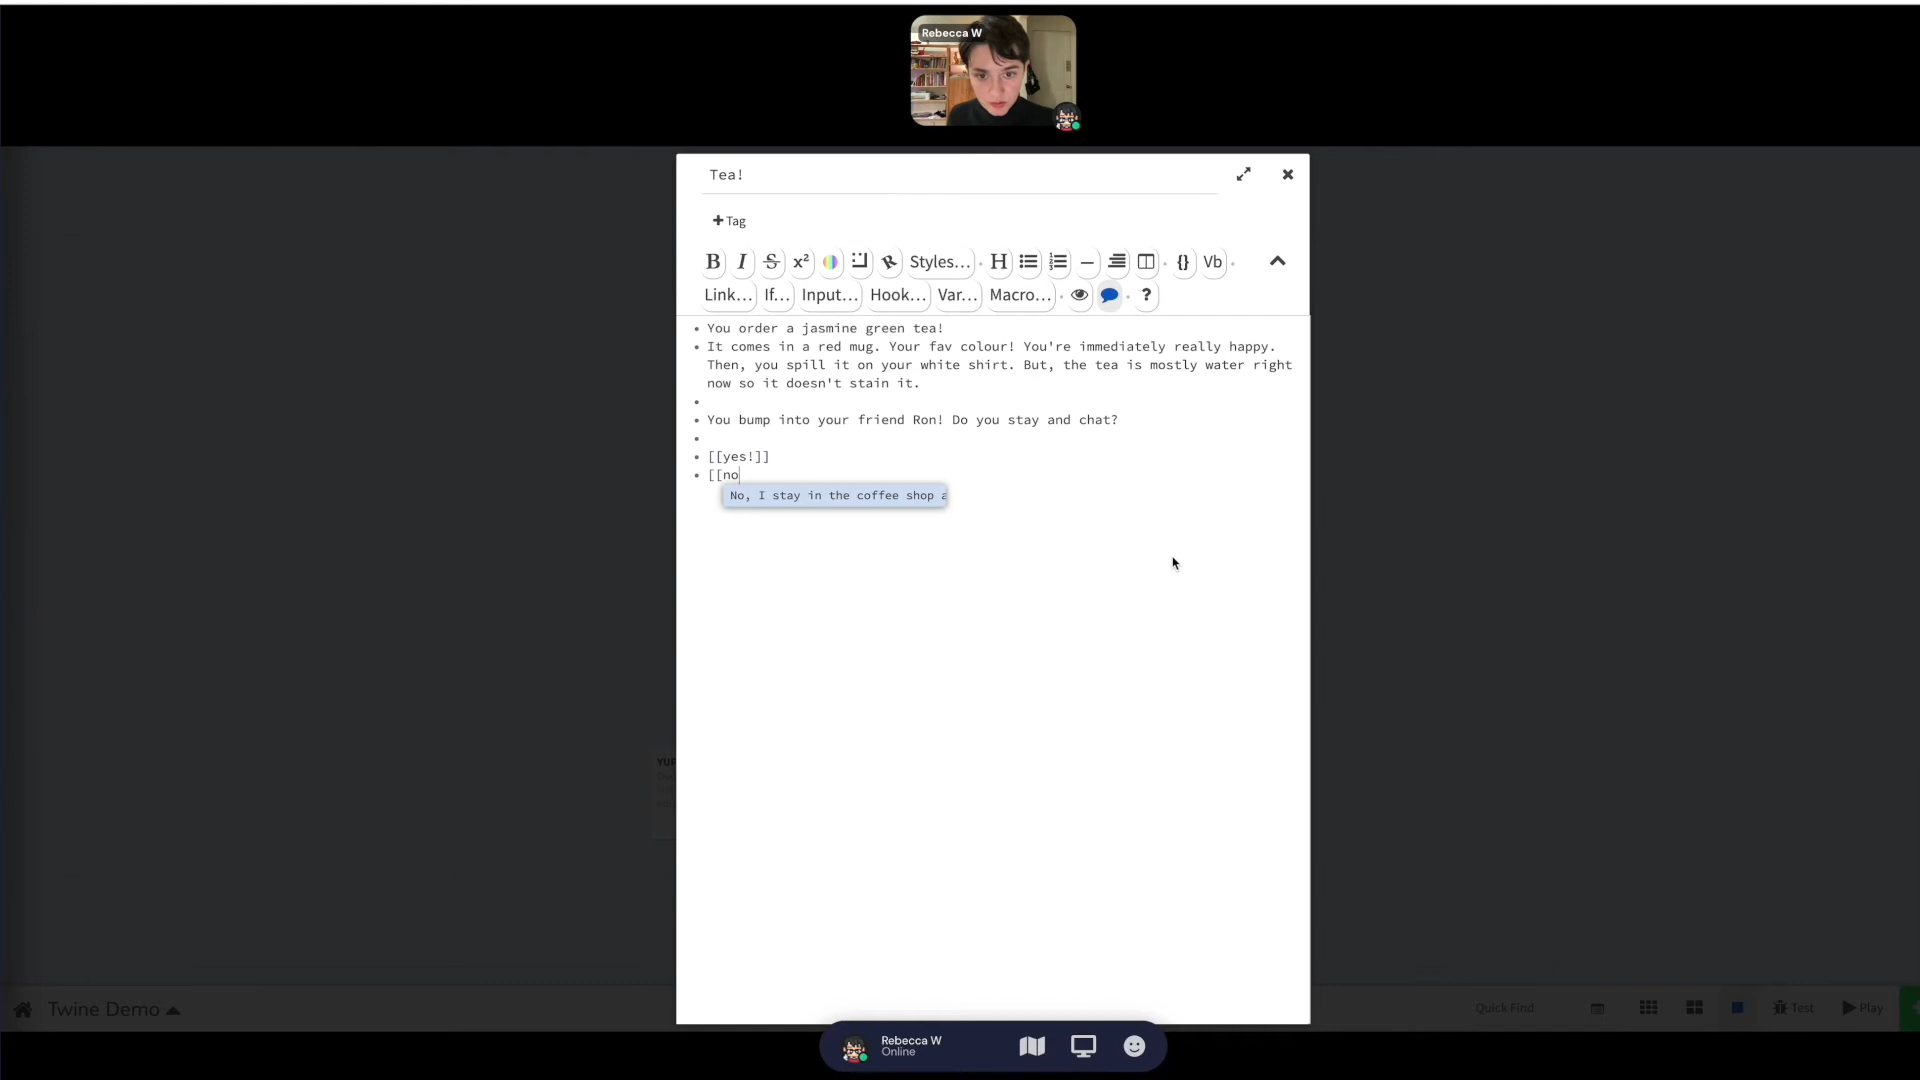 Rebecca W
Tea!
+ Tag
B I S x² Styles... H {} Vb
Link... If... Input... Hook... Var... Macro... ?
You order a jasmine green tea!
It comes in a red mug. Your fav colour! You're immediately really happy.
Then, you spill it on your white shirt. But, the tea is mostly water right
now so it doesn't stain it.
You bump into your friend Ron! Do you stay and chat?
[[yes!]]
[[no
No, I stay in the coffee shop a
Twine Demo
Quick Find
Test
Play
Rebecca W
Online